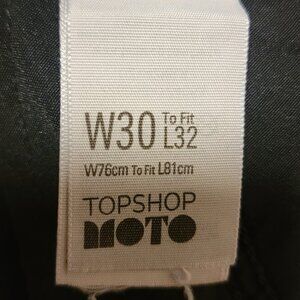 W30 To Fit L32
W76cm To Fit L81cm
TOPSHOP
MOTO